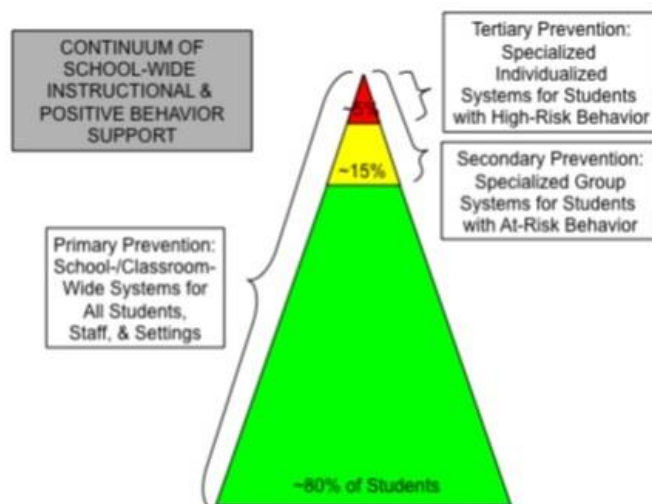 CONTINUUM OF
SCHOOL-WIDE
INSTRUCTIONAL &
POSITIVE BEHAVIOR
SUPPORT
Primary Prevention:
School-/Classroom-
Wide Systems for
All Students,
Staff, & Settings
~5%
~15%
~80% of Students
Tertiary Prevention:
Specialized
Individualized
Systems for Students
with High-Risk Behavior
Secondary Prevention:
Specialized Group
Systems for Students
with At-Risk Behavior